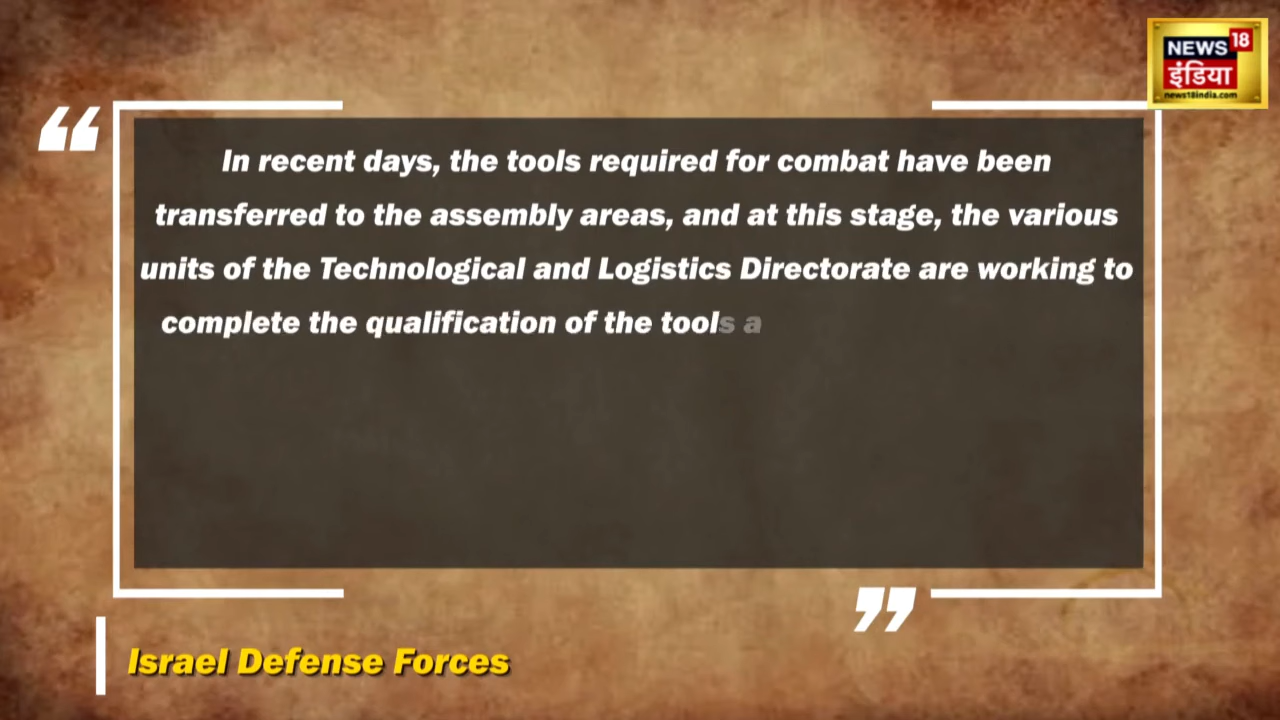 NEWS 18
इंडिया
news18india.com
“
In recent days, the tools required for combat have been
transferred to the assembly areas, and at this stage, the various
units of the Technological and Logistics Directorate are working to
complete the qualification of the tools a
”
Israel Defense Forces